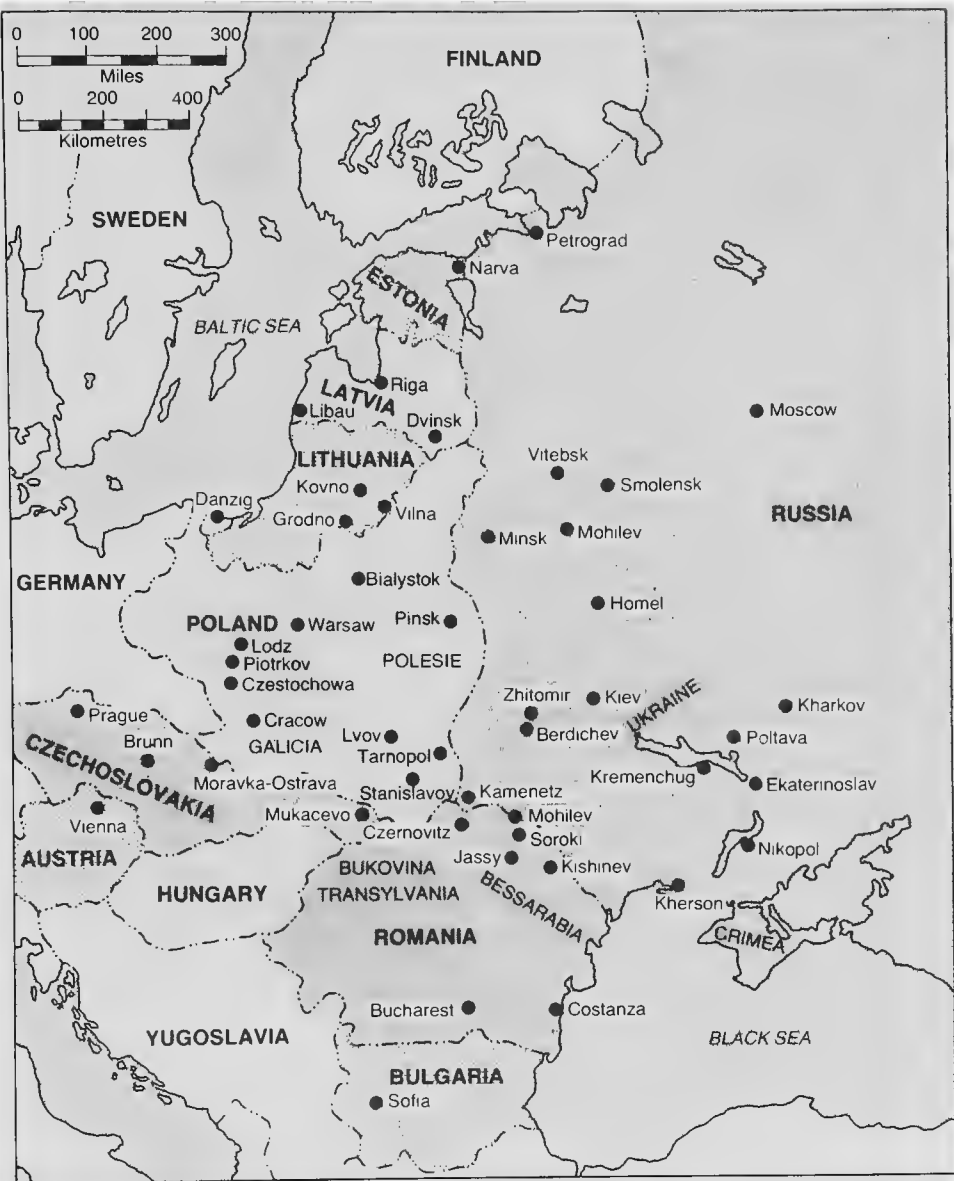 0 100 200 300
Miles
0 200 400
Kilometres
FINLAND
SWEDEN
Petrograd
Narva
ESTONIA
BALTIC SEA
Riga
LATVIA
Libau
Moscow
Dvinsk
LITHUANIA
Vitebsk
Kovno
Smolensk
Danzig
Vilna
RUSSIA
Grodno
Minsk
Mohilev
GERMANY
Bialystok
Homel
POLAND
Warsaw
Pinsk
Lodz
Piotrkov
POLESIE
Czestochowa
Zhitomir
Kiev
UKRAINE
Kharkov
Prague
Cracow
Berdichev
Poltava
Brunn
GALICIA
Lvov
Tarnopol
CZECHOSLOVAKIA
Moravka-Ostrava
Kremenchug
Ekaterinoslav
Stanislavov
Kamenetz
Vienna
Mukacevo
Mohilev
Czernovitz
Soroki
Nikopol
AUSTRIA
Jassy
Kishinev
BUKOVINA
HUNGARY
TRANSYLVANIA
BESSARABIA
Kherson
ROMANIA
CRIMEA
Bucharest
Costanza
YUGOSLAVIA
BLACK SEA
BULGARIA
Sofia